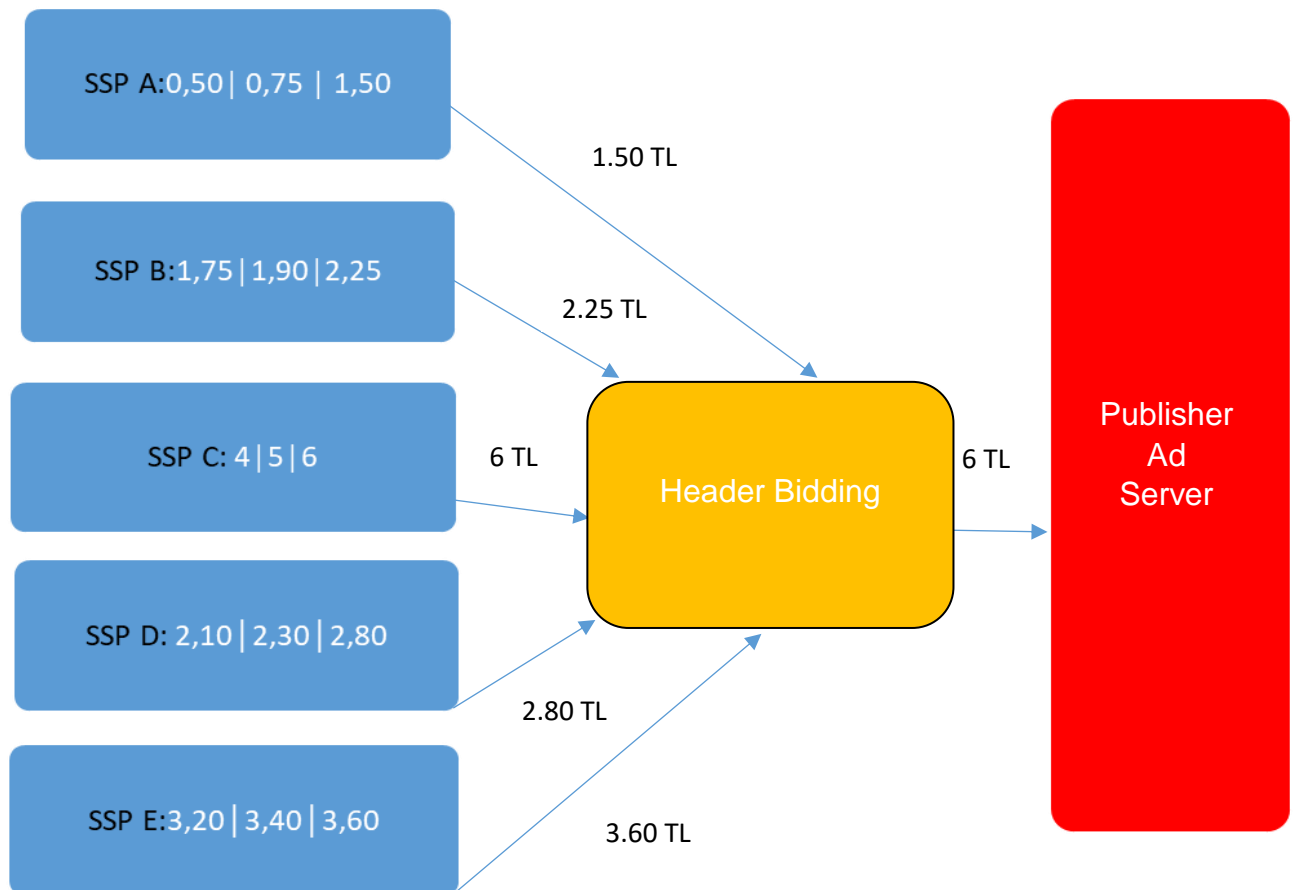 SSP A:0,50| 0,75 | 1,50
1.50 TL
SSP B:1,75|1,90|2,25
2.25 TL
SSP C: 4|5|6
6 TL
Header Bidding
6 TL
Publisher
Ad
Server
SSP D: 2,10|2,30|2,80
2.80 TL
SSP E:3,20|3,40|3,60
3.60 TL